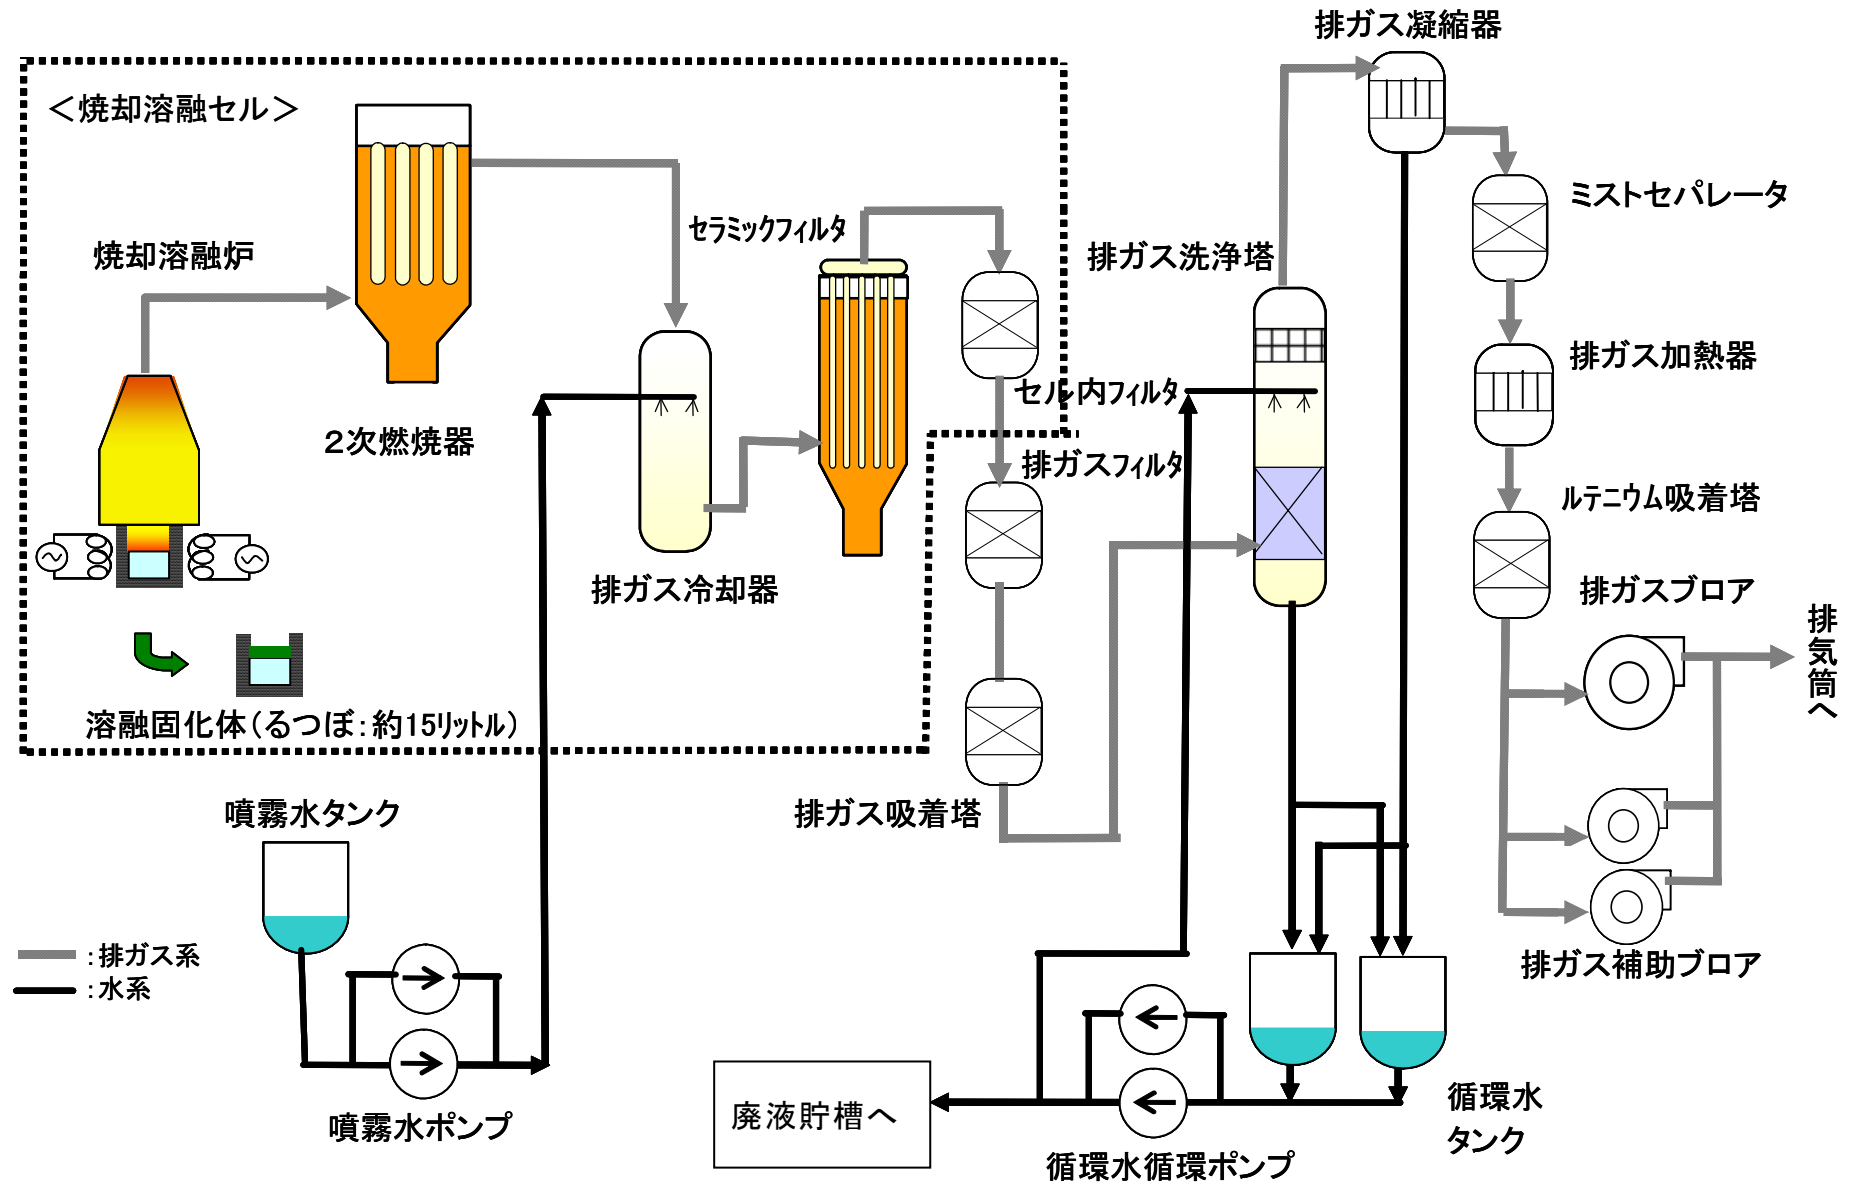 排ガス凝縮器
＜焼却溶融セル＞
ミストセパレータ
セラミックフィルタ
焼却溶融炉
排ガス洗浄塔
排ガス加熱器
セル内フィルタ
2次燃焼器
排ガスフィルタ
ルテニウム吸着塔
排ガス冷却器
排ガスブロア
排気筒へ
溶融固化体（るつぼ：約15リットル）
噴霧水タンク
排ガス吸着塔
：排ガス系
：水系
排ガス補助ブロア
噴霧水ポンプ
廃液貯槽へ
循環水
タンク
循環水循環ポンプ